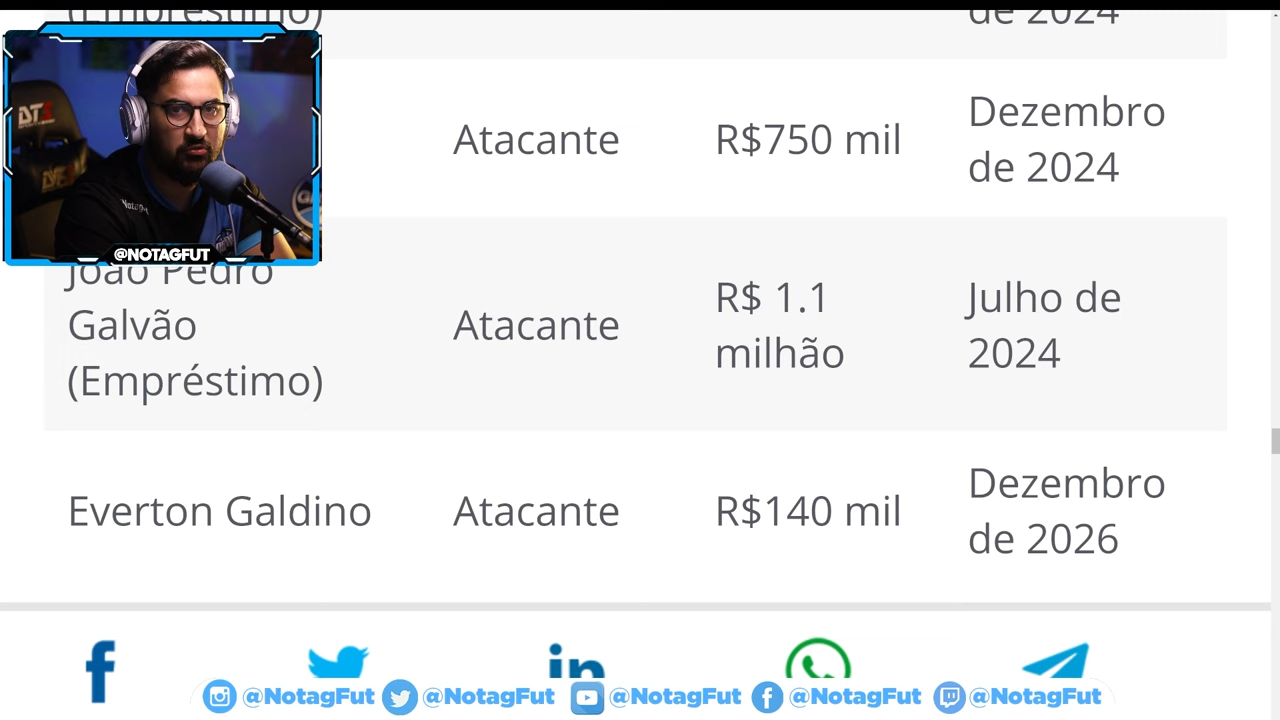 (Empréstimo)
de 2024
Atacante
R$750 mil
Dezembro
de 2024
@NOTAGFUT
João Pedro
Galvão
(Empréstimo)
Atacante
R$ 1.1
milhão
Julho de
2024
Everton Galdino
Atacante
R$140 mil
Dezembro
de 2026
@NotagFut @NotagFut @NotagFut @NotagFut @NotagFut